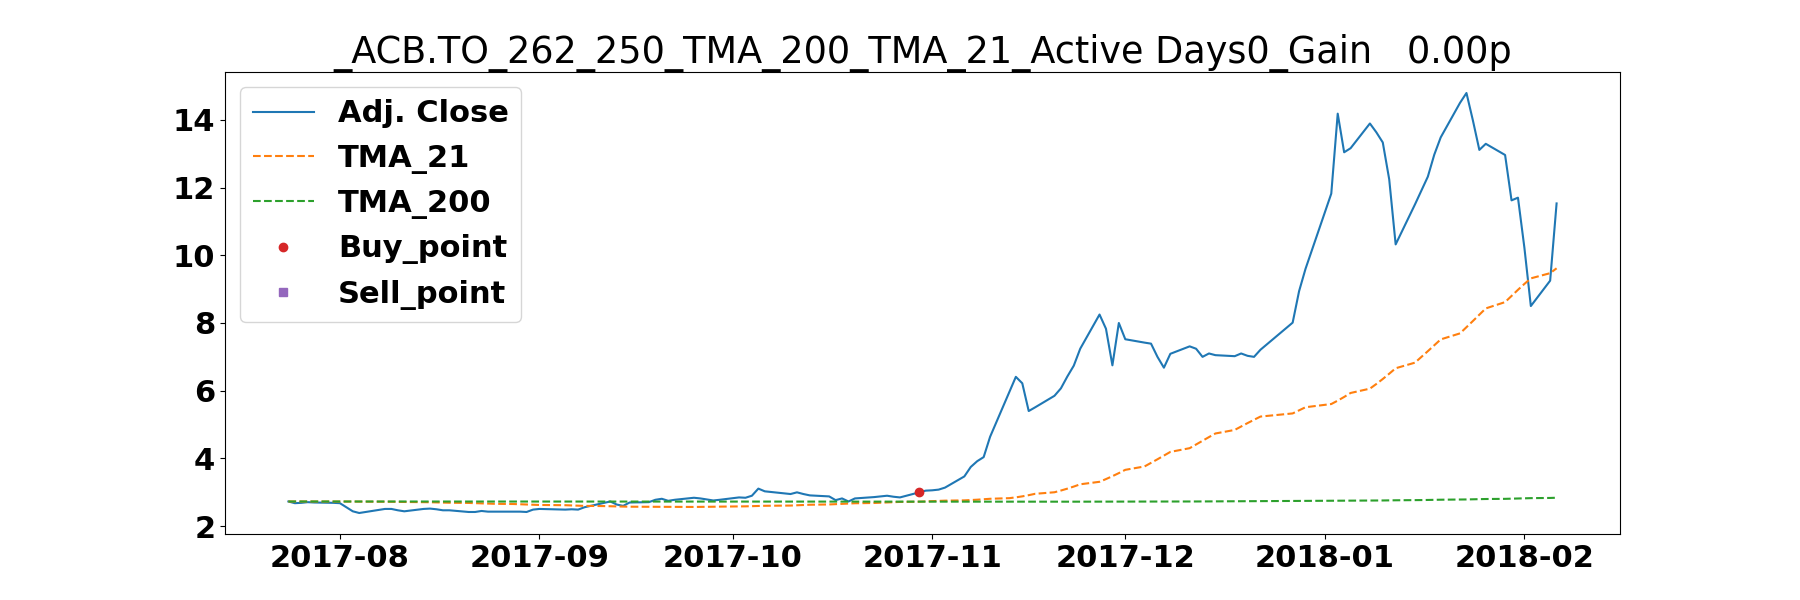 _ACB.TO_262_250_TMA_200_TMA_21_Active Days0_Gain   0.00p
Adj. Close
TMA_21
TMA_200
Buy_point
Sell_point
14
12
10
8
6
4
2
2017-08 2017-09 2017-10 2017-11 2017-12 2018-01 2018-02